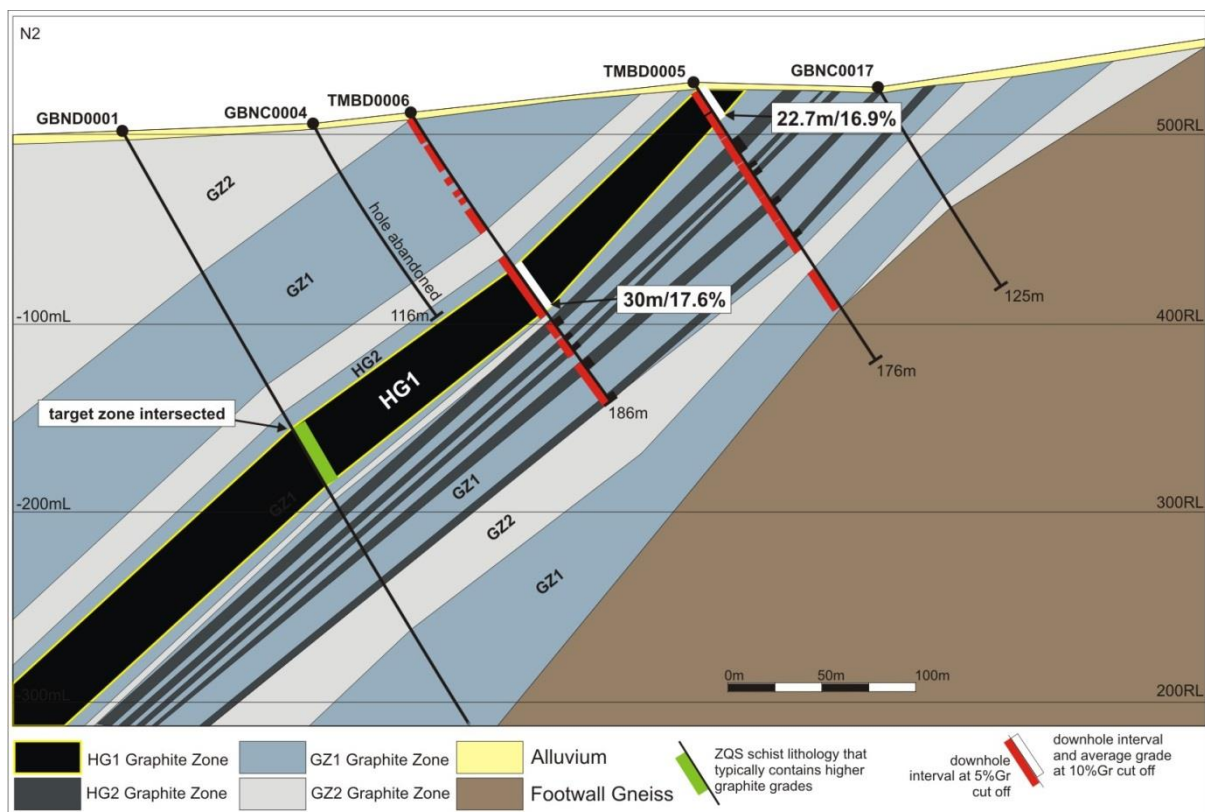 N2
GBND0001
GBNC0004
TMBD0006
TMBD0005
GBNC0017
22.7m/16.9%
500RL
GZ2
GZ1
hole abandoned
116m
30m/17.6%
125m
-100mL
400RL
HG2
HG1
176m
target zone intersected
186m
GZ1
GZ1
-200mL
300RL
GZ2
GZ1
0m
50m
100m
-300mL
200RL
HG1 Graphite Zone
GZ1 Graphite Zone
Alluvium
HG2 Graphite Zone
GZ2 Graphite Zone
Footwall Gneiss
ZQS schist lithology that
typically contains higher
graphite grades
downhole
interval at 5%Gr
cut off
downhole interval
and average grade
at 10%Gr cut off